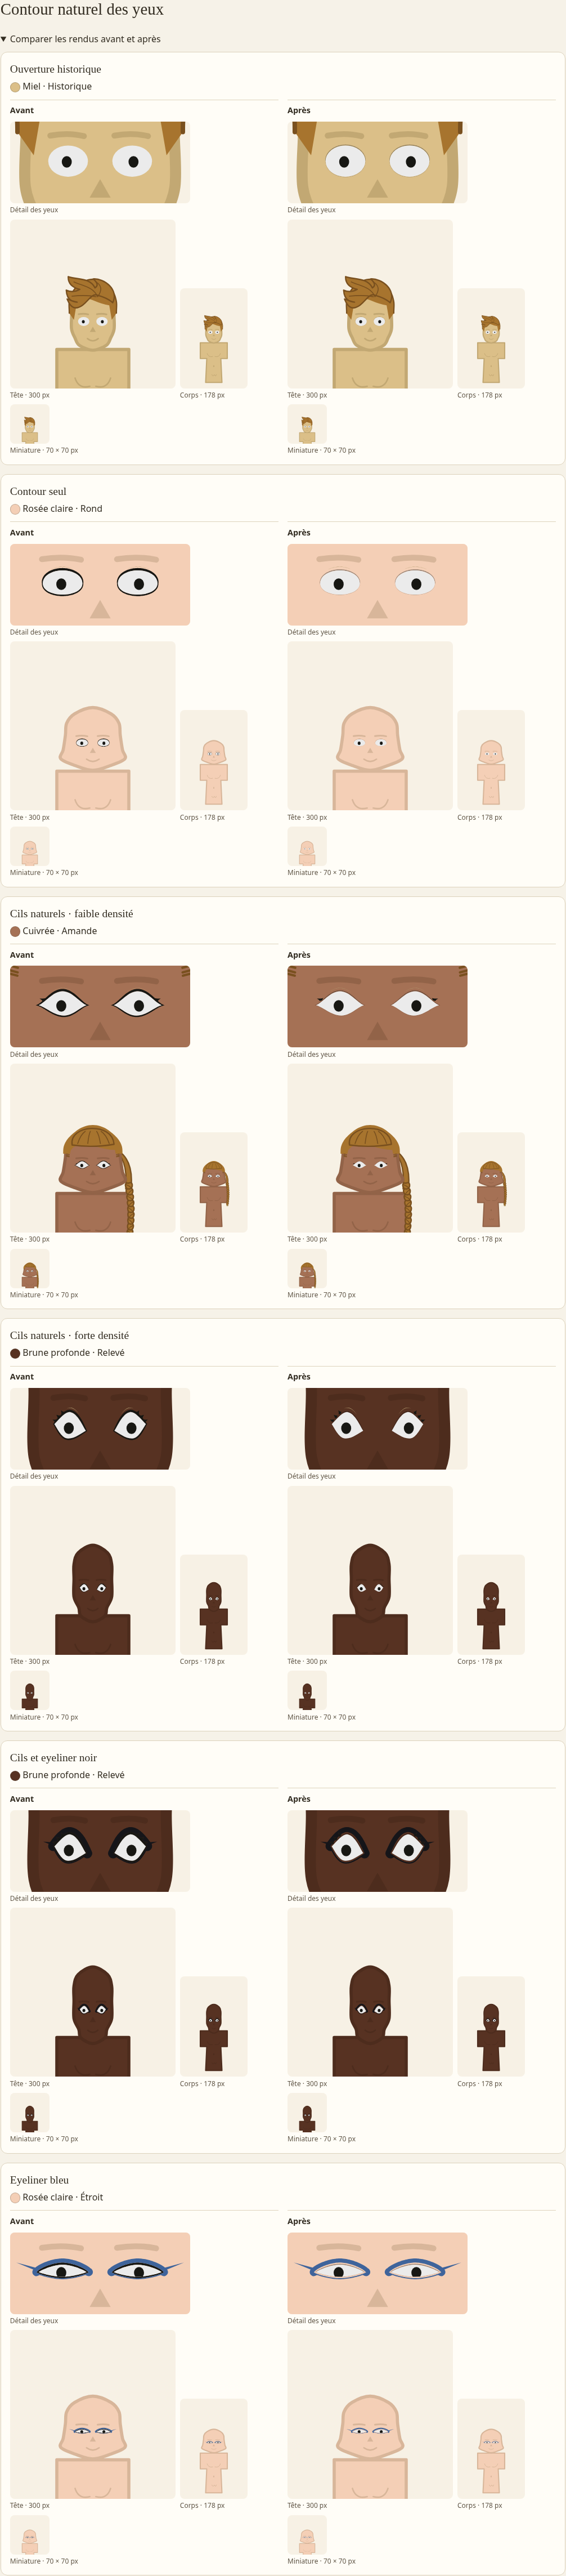 Contour naturel des yeux
▼ Comparer les rendus avant et après
Ouverture historique
Miel · Historique
Avant
Après
Détail des yeux
Détail des yeux
Tête · 300 px
Corps · 178 px
Tête · 300 px
Corps · 178 px
Miniature · 70 × 70 px
Miniature · 70 × 70 px
Contour seul
Rosée claire · Rond
Avant
Après
Détail des yeux
Détail des yeux
Tête · 300 px
Corps · 178 px
Tête · 300 px
Corps · 178 px
Miniature · 70 × 70 px
Miniature · 70 × 70 px
Cils naturels · faible densité
Cuivrée · Amande
Avant
Après
Détail des yeux
Détail des yeux
Tête · 300 px
Corps · 178 px
Tête · 300 px
Corps · 178 px
Miniature · 70 × 70 px
Miniature · 70 × 70 px
Cils naturels · forte densité
Brune profonde · Relevé
Avant
Après
Détail des yeux
Détail des yeux
Tête · 300 px
Corps · 178 px
Tête · 300 px
Corps · 178 px
Miniature · 70 × 70 px
Miniature · 70 × 70 px
Cils et eyeliner noir
Brune profonde · Relevé
Avant
Après
Détail des yeux
Détail des yeux
Tête · 300 px
Corps · 178 px
Tête · 300 px
Corps · 178 px
Miniature · 70 × 70 px
Miniature · 70 × 70 px
Eyeliner bleu
Rosée claire · Étroit
Avant
Après
Détail des yeux
Détail des yeux
Tête · 300 px
Corps · 178 px
Tête · 300 px
Corps · 178 px
Miniature · 70 × 70 px
Miniature · 70 × 70 px